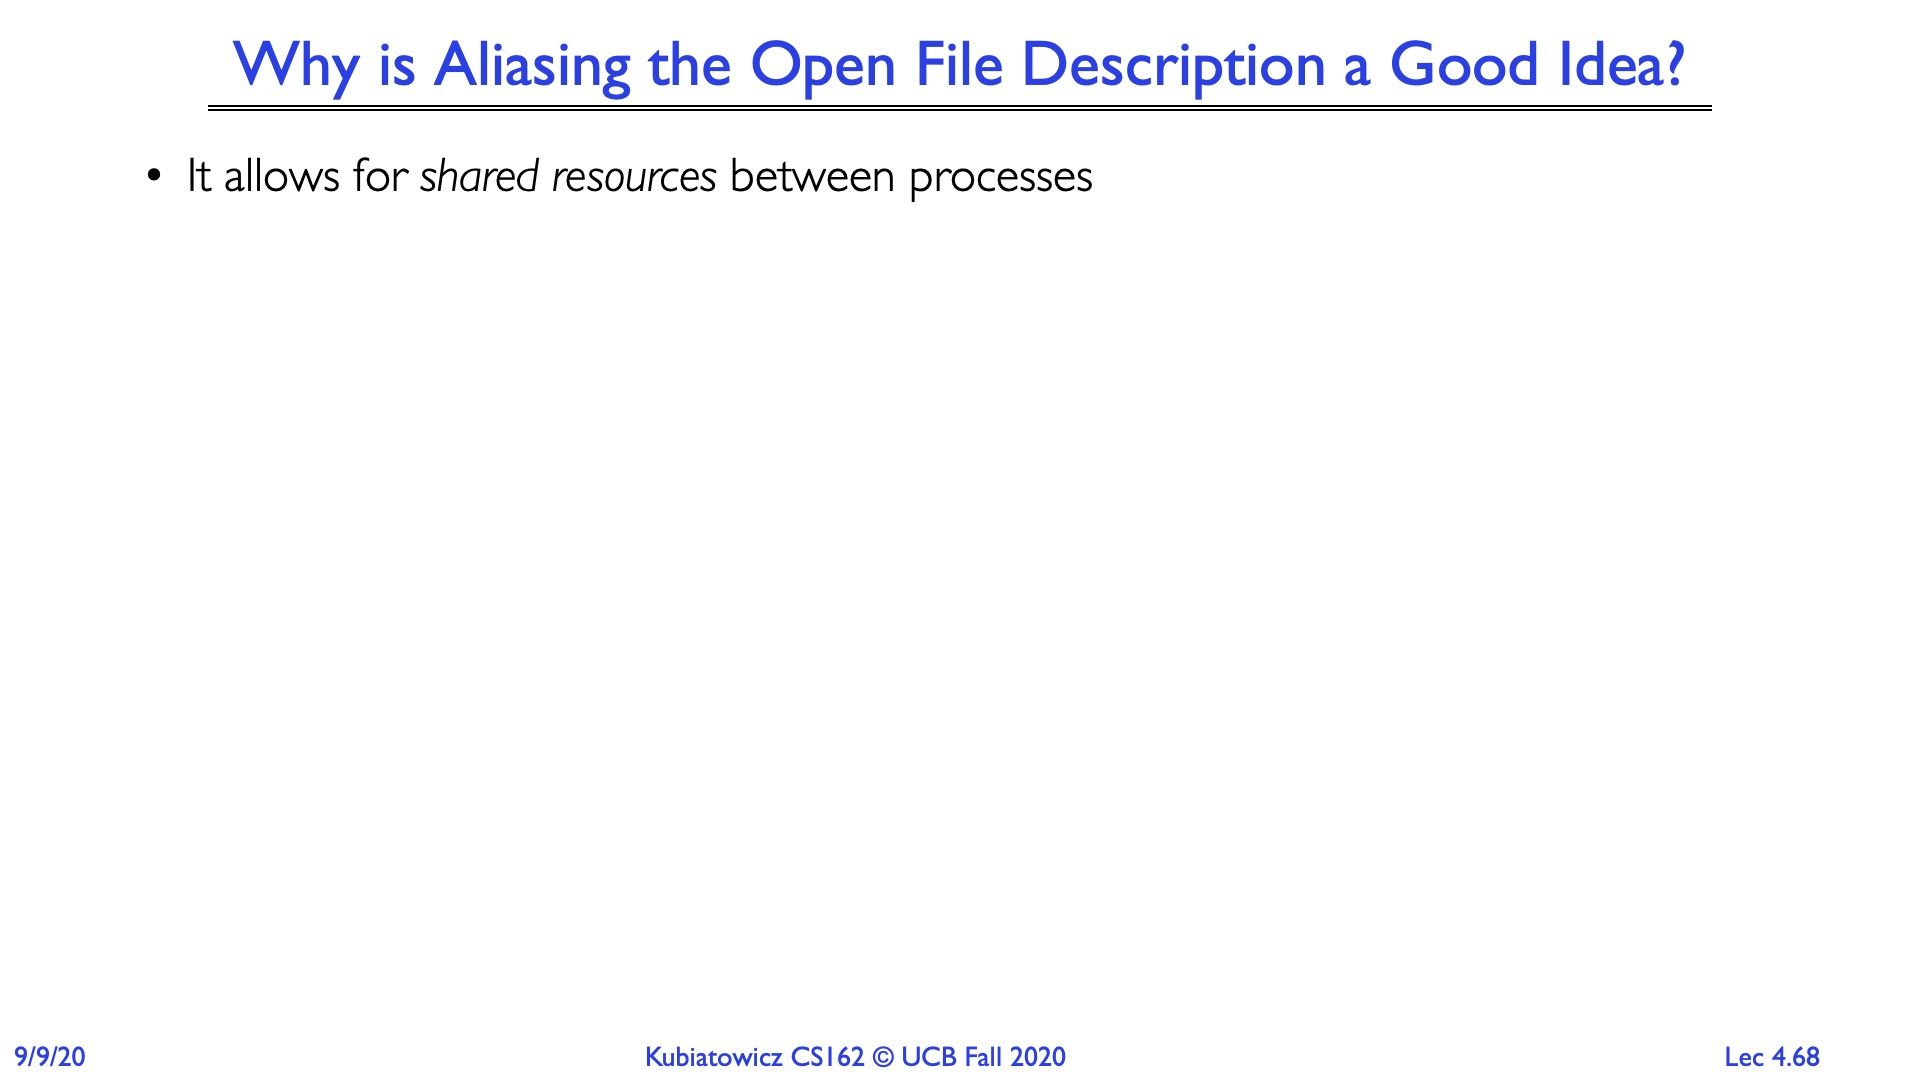 Why is Aliasing the Open File Description a Good Idea?
• It allows for shared resources between processes
9/9/20
Kubiatowicz CS162 © UCB Fall 2020
Lec 4.68